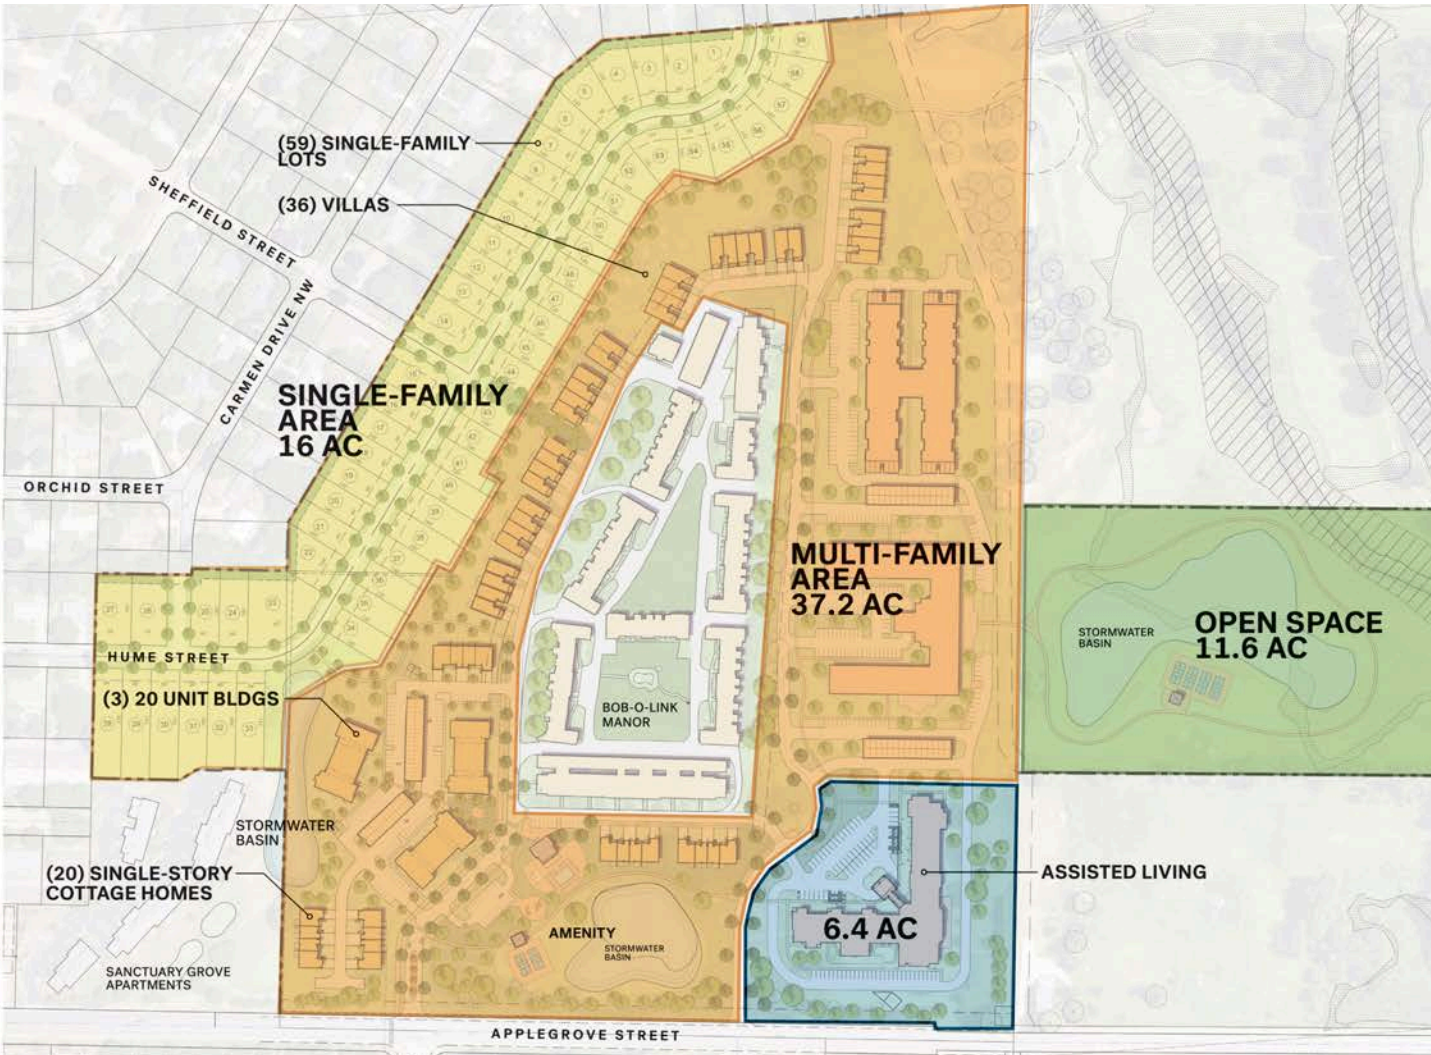 (59) SINGLE-FAMILY
LOTS
(36) VILLAS
SHEFFIELD STREET
CARMEN DRIVE NW
SINGLE-FAMILY
AREA
16 AC
ORCHID STREET
MULTI-FAMILY
AREA
37.2 AC
OPEN SPACE
11.6 AC
STORMWATER
BASIN
HUME STREET
(3) 20 UNIT BLDGS
BOB-O-LINK
MANOR
STORMWATER
BASIN
(20) SINGLE-STORY
COTTAGE HOMES
ASSISTED LIVING
6.4 AC
AMENITY
STORMWATER
BASIN
SANCTUARY GROVE
APARTMENTS
APPLEGROVE STREET